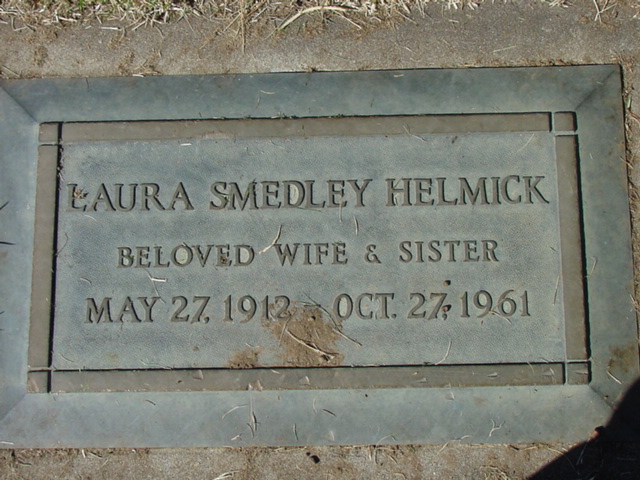 LAURA SMEDLEY HELMICK
BELOVED WIFE & SISTER
MAY 27, 1912 OCT. 27, 1961